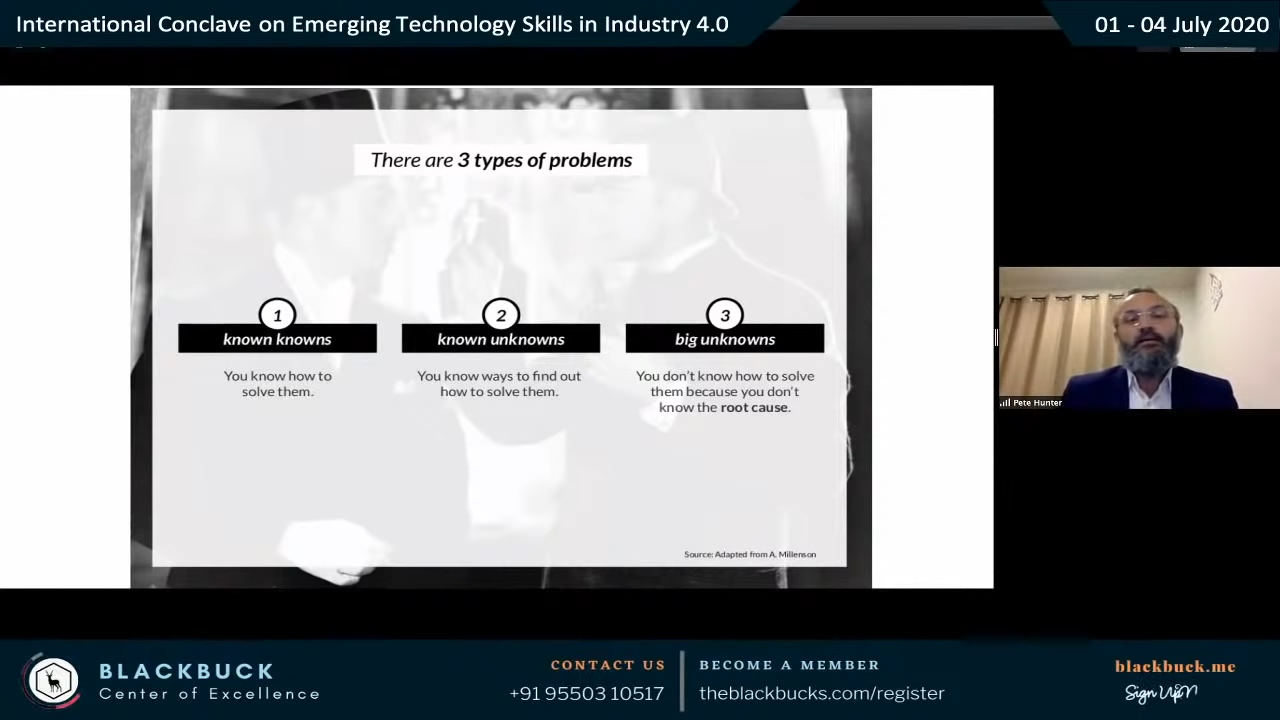 International Conclave on Emerging Technology Skills in Industry 4.0
01 - 04 July 2020
There are 3 types of problems
1
known knowns
You know how to
solve them.
2
known unknowns
You know ways to find out
how to solve them.
3
big unknowns
You don't know how to solve
them because you don't
know the root cause.
Source: Adapted from A. Millenson
Pete Hunter
BLACKBUCK
Center of Excellence
CONTACT US
+91 95503 10517
BECOME A MEMBER
theblackbucks.com/register
blackbuck.me